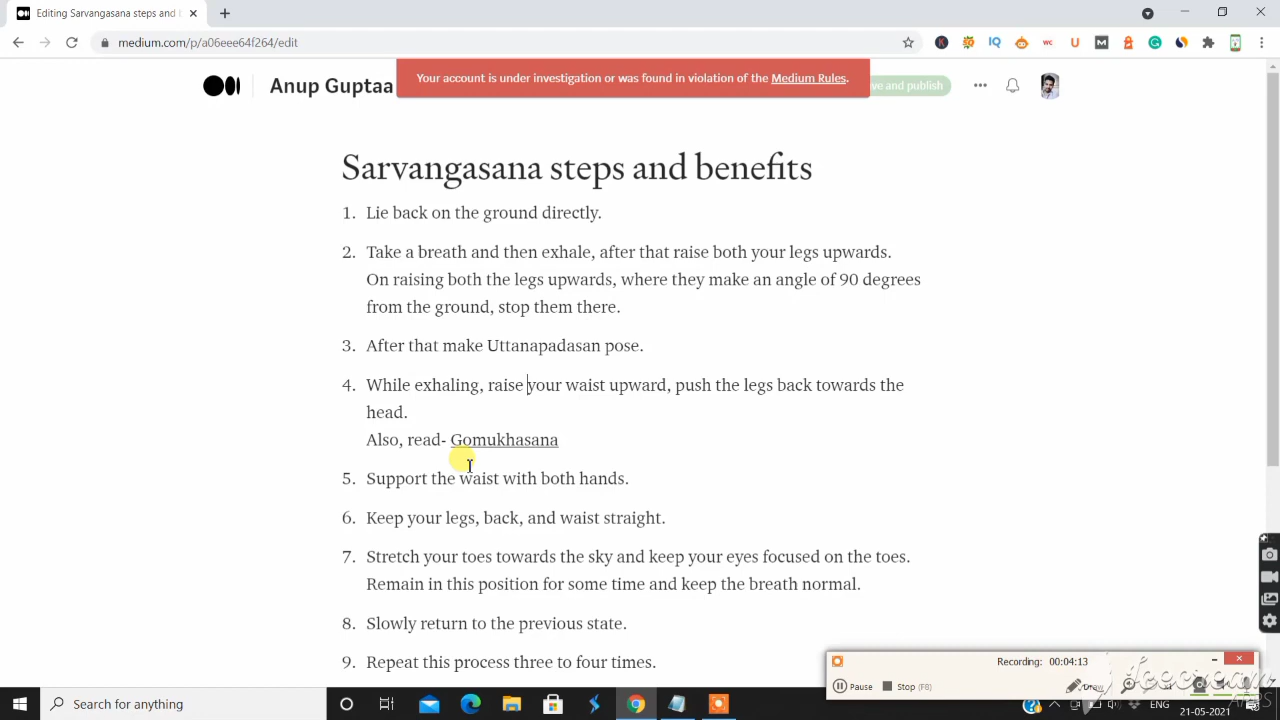 Editing Sarvangasana steps and
medium.com/p/a06eee64f264/edit
Your account is under investigation or was found in violation of the Medium Rules.
Anup Guptaa
ve and publish
Sarvangasana steps and benefits
1. Lie back on the ground directly.
2. Take a breath and then exhale, after that raise both your legs upwards.
On raising both the legs upwards, where they make an angle of 90 degrees
from the ground, stop them there.
3. After that make Uttanapadasan pose.
4. While exhaling, raise your waist upward, push the legs back towards the
head.
Also, read- Gomukhasana
5. Support the waist with both hands.
6. Keep your legs, back, and waist straight.
7. Stretch your toes towards the sky and keep your eyes focused on the toes.
Remain in this position for some time and keep the breath normal.
8. Slowly return to the previous state.
9. Repeat this process three to four times.
Recording: 00:04:13
Pause
Stop (F8)
Draw
Type here to search
ENG
21-05-2021